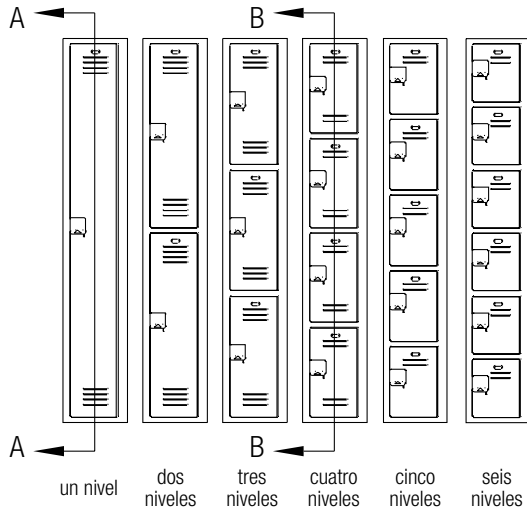 A
B
A
B
un nivel
dos
niveles
tres
niveles
cuatro
niveles
cinco
niveles
seis
niveles